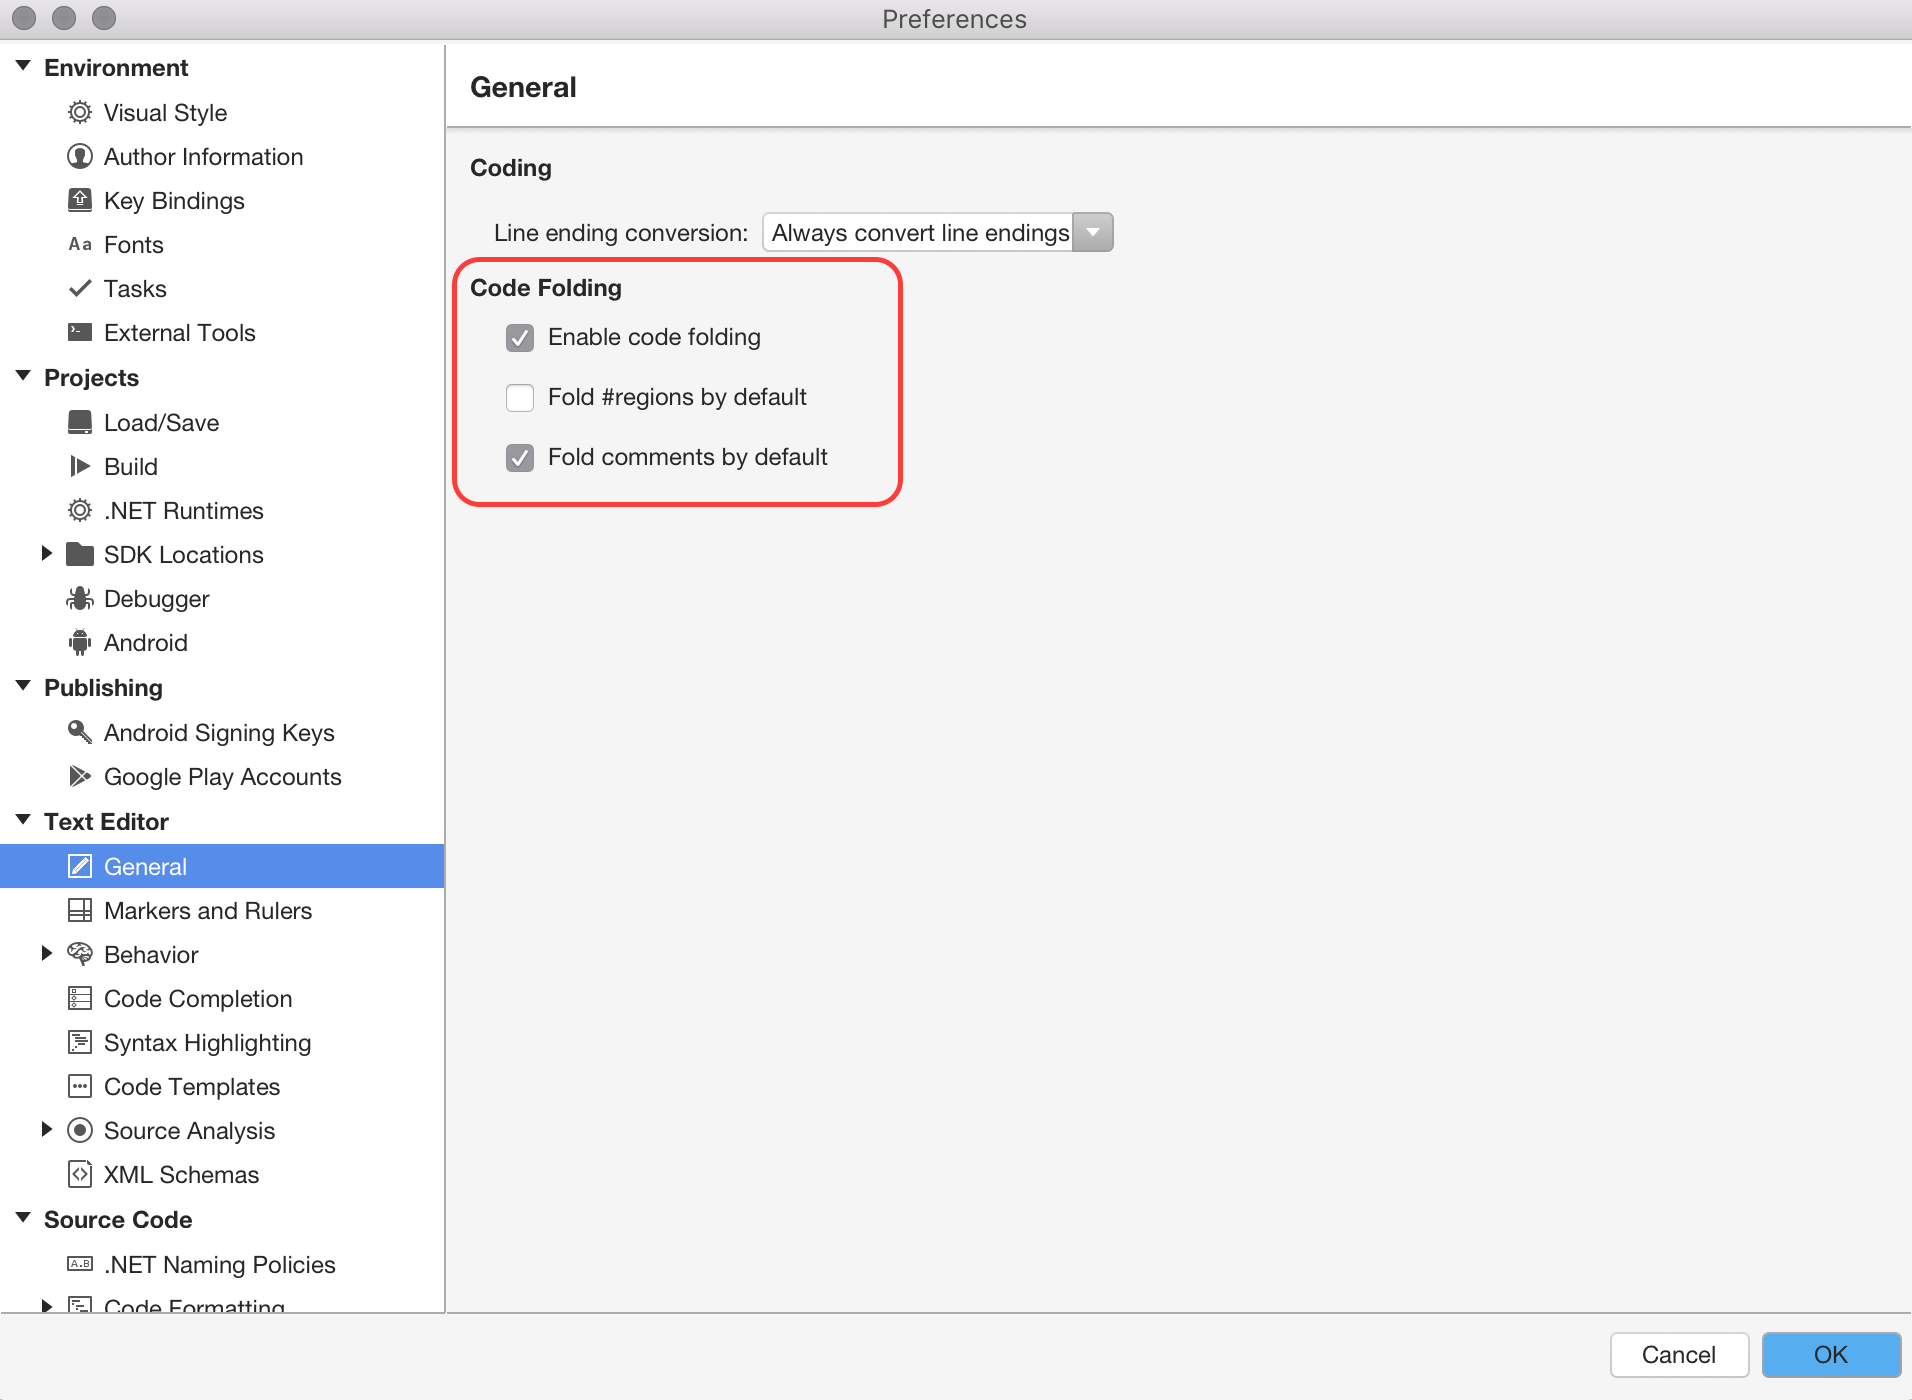 Preferences
Environment
Visual Style
Author Information
Key Bindings
Aa Fonts
Tasks
External Tools
Projects
Load/Save
Build
.NET Runtimes
SDK Locations
Debugger
Android
Publishing
Android Signing Keys
Google Play Accounts
Text Editor
General
Markers and Rulers
Behavior
Code Completion
Syntax Highlighting
Code Templates
Source Analysis
XML Schemas
Source Code
A.B .NET Naming Policies
Code Formatting
General
Coding
Line ending conversion: Always convert line endings
Code Folding
Enable code folding
Fold #regions by default
Fold comments by default
Cancel OK